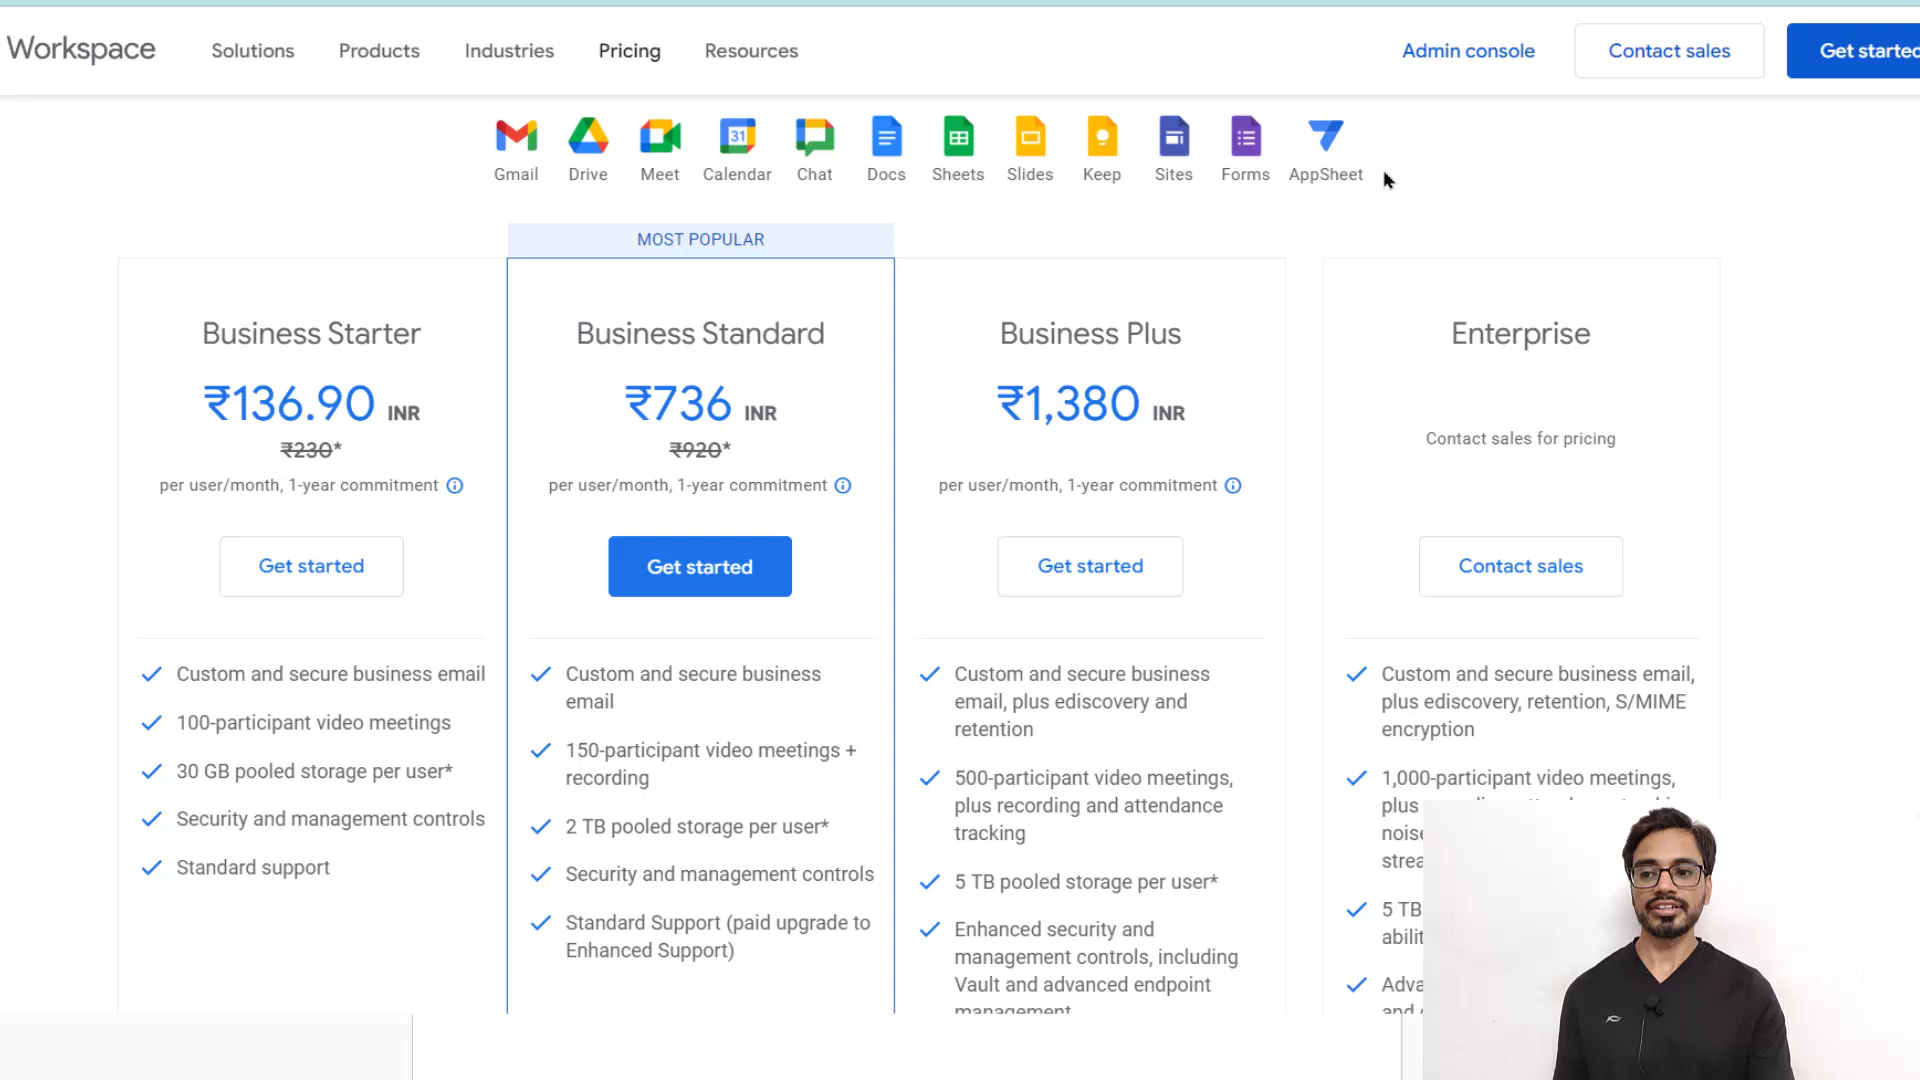 Workspace Solutions Products Industries Pricing Resources Admin console Contact sales Get started
31
Gmail Drive Meet Calendar Chat Docs Sheets Slides Keep Sites Forms AppSheet
MOST POPULAR
Business Starter
₹136.90 INR
₹230*
per user/month, 1-year commitment
Get started
Custom and secure business email
100-participant video meetings
30 GB pooled storage per user*
Security and management controls
Standard support
Business Standard
₹736 INR
₹920*
per user/month, 1-year commitment
Get started
Custom and secure business
email
150-participant video meetings +
recording
2 TB pooled storage per user*
Security and management controls
Standard Support (paid upgrade to
Enhanced Support)
Business Plus
₹1,380 INR
per user/month, 1-year commitment
Get started
Custom and secure business
email, plus ediscovery and
retention
500-participant video meetings,
plus recording and attendance
tracking
5 TB pooled storage per user*
Enhanced security and
management controls, including
Vault and advanced endpoint
management
Enterprise
Contact sales for pricing
Contact sales
Custom and secure business email,
plus ediscovery, retention, S/MIME
encryption
1,000-participant video meetings,
plus
5 TB